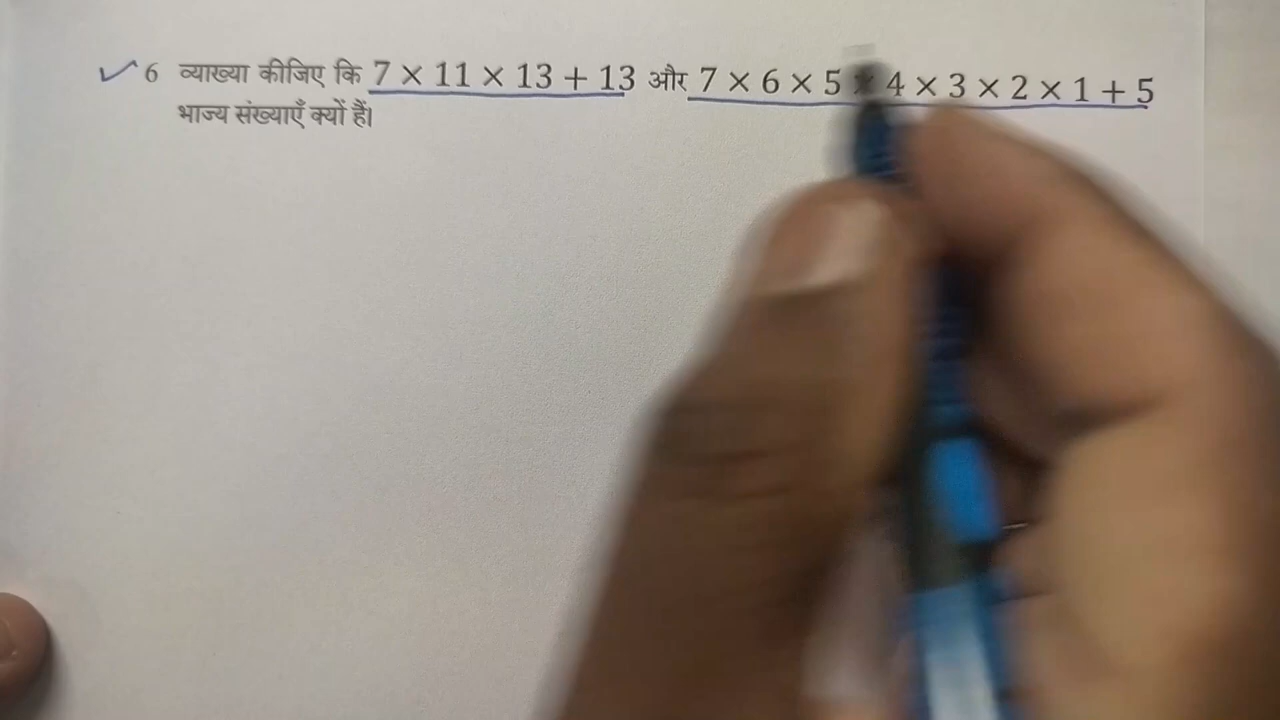 6 व्याख्या कीजिए कि 7 × 11 × 13 + 13 और 7 × 6 × 5 × 4 × 3 × 2 × 1 + 5
भाज्य संख्याएँ क्यों हैं।